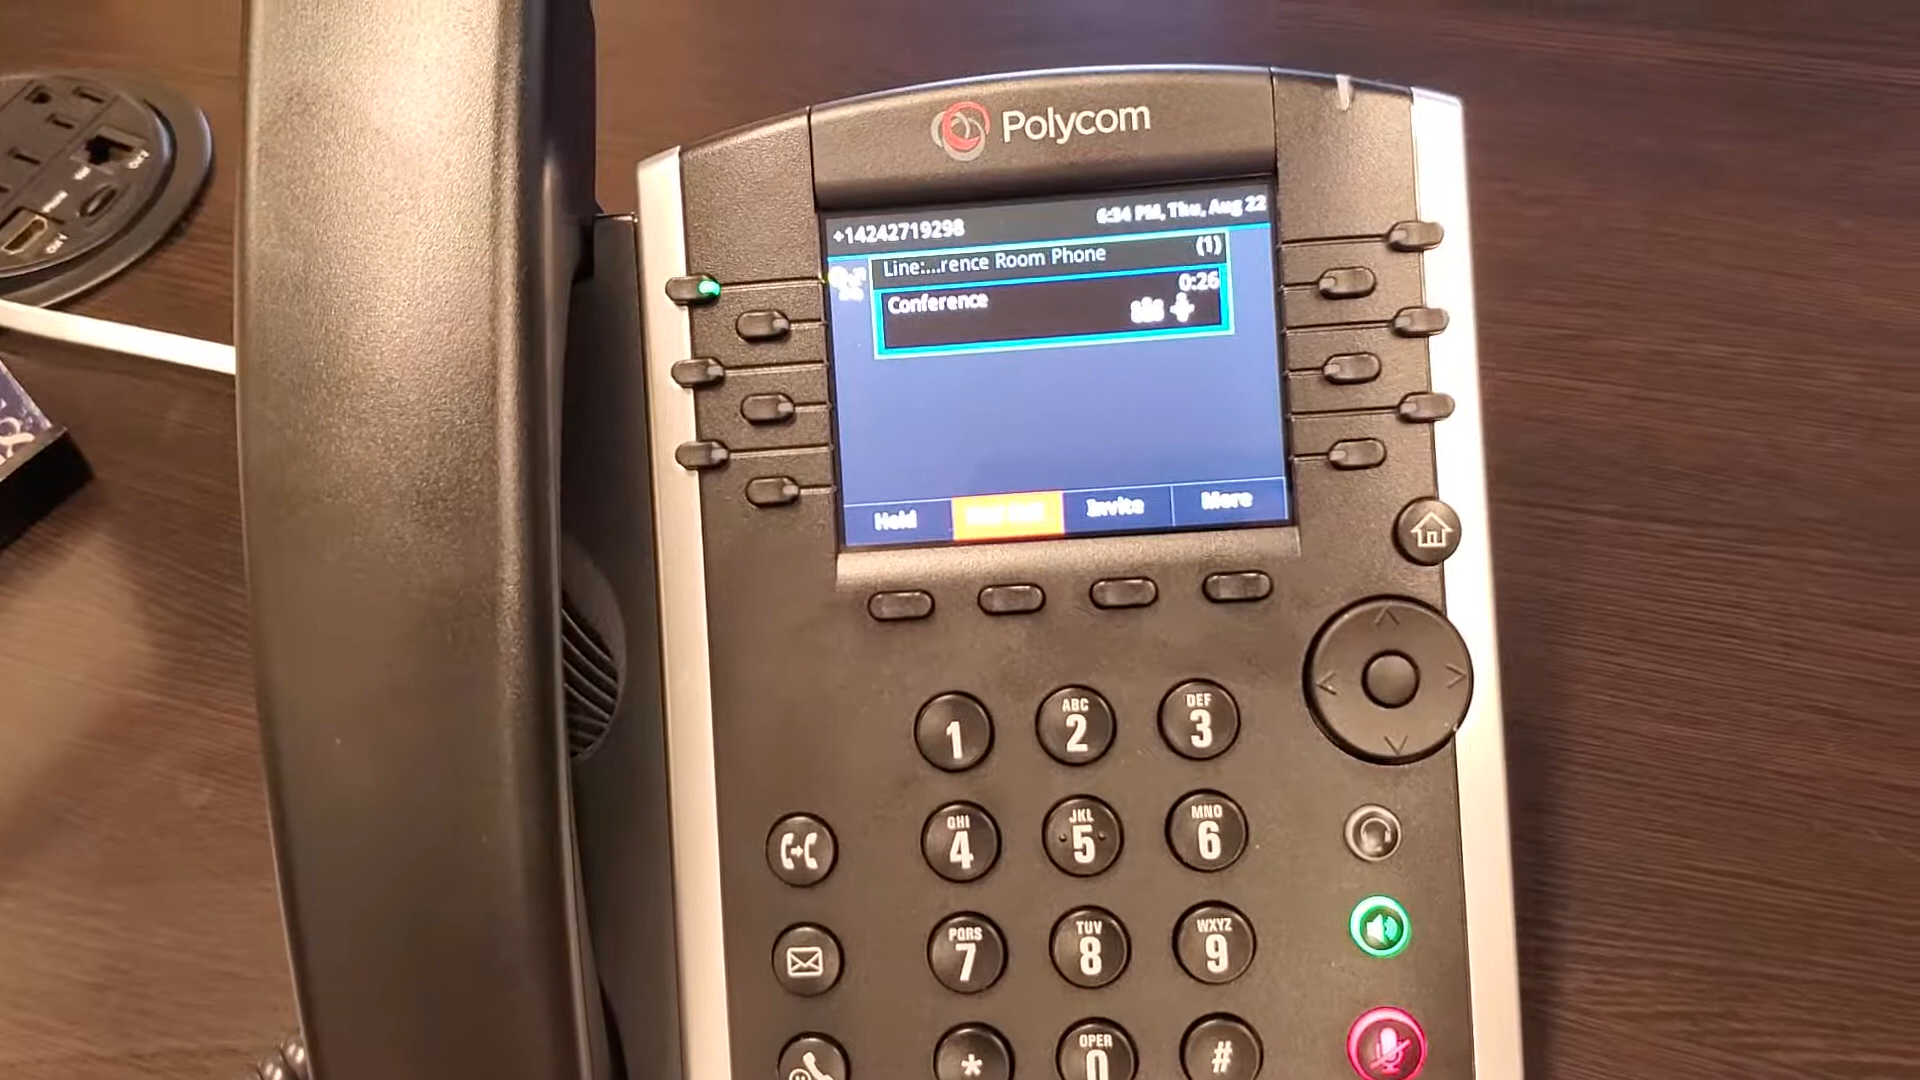 Polycom
+14242719298 6:34 PM, Thu, Aug 22
Line:...rence Room Phone (1)
0:26
Conference
Hold Invite More
1
ABC
2
DEF
3
GHI
4
JKL
5
MNO
6
PQRS
7
TUV
8
WXYZ
9
*
OPER
0
#